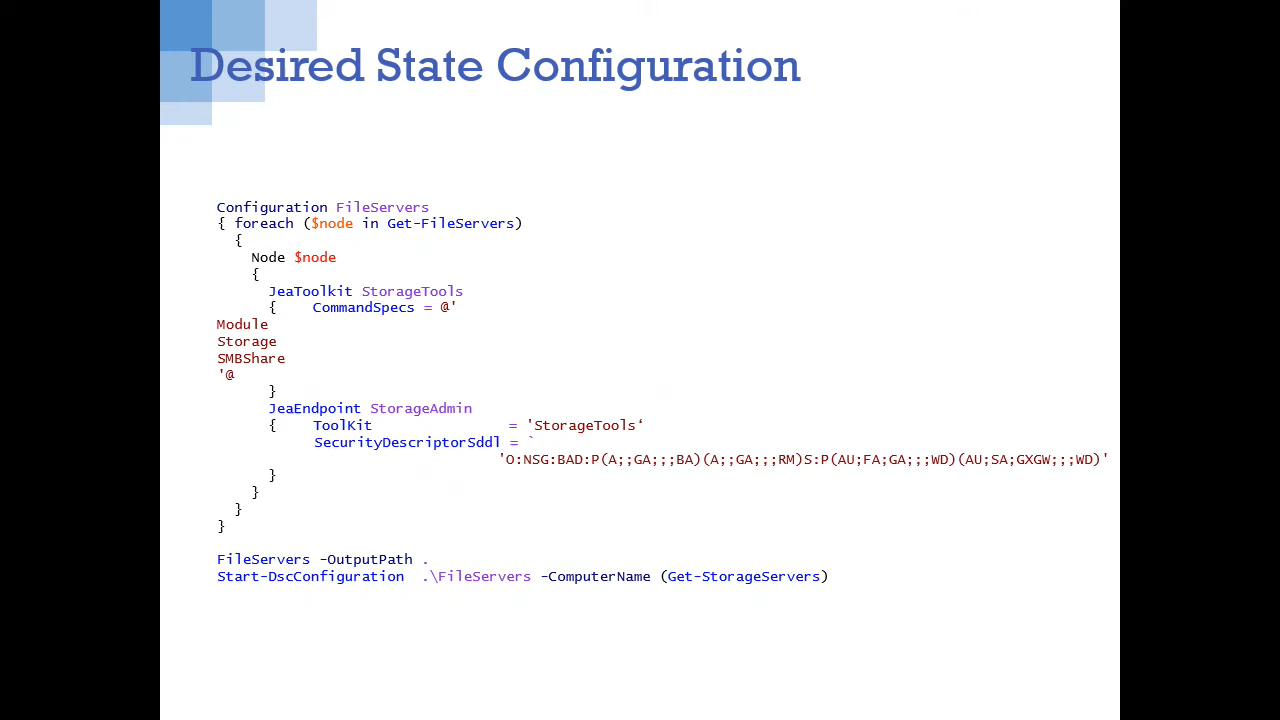 Desired State Configuration
Configuration FileServers
{ foreach ($node in Get-FileServers)
{
Node $node
{
JeaToolkit StorageTools
{ CommandSpecs = @'
Module
Storage
SMBShare
'@
}
JeaEndpoint StorageAdmin
{ ToolKit = 'StorageTools‘
SecurityDescriptorSddl = `
'O:NSG:BAD:P(A;;GA;;;BA)(A;;GA;;;RM)S:P(AU;FA;GA;;;WD)(AU;SA;GXGW;;;WD)'
}
}
}
}
FileServers -OutputPath .
Start-DscConfiguration .\FileServers -ComputerName (Get-StorageServers)